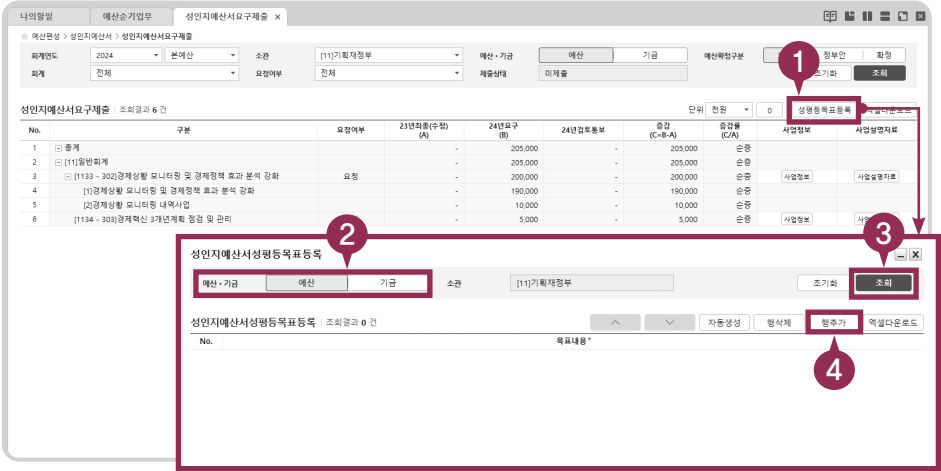 나의할일 예산순기업무 성인지예산서요구제출 ×
예산편성 > 성인지예산서 > 성인지예산서요구제출
회계연도 2024 본예산 소관 [11]기획재정부 예산·기금 예산 기금 예산확정구분 정부안 확정
회계 전체 요청여부 전체 제출상태 미제출 초기화 조회
1
성인지예산서요구제출 조회결과 6 건 단위 천원 0 성평등목표등록 엑셀다운로드
No. 구분 요청여부 23년최종(수정) (A) 24년요구 (B) 24년검토통보 증감 (C=B-A) 증감률 (C/A) 사업정보 사업설명자료
1 총계 - 205,000 - 205,000 순증
2 [11]일반회계 - 205,000 - 205,000 순증
3 [1133 - 302]경제상황 모니터링 및 경제정책 효과 분석 강화 요청 - 200,000 - 200,000 순증 사업정보 사업설명자료
4 [1]경제상황 모니터링 및 경제정책 효과 분석 강화 - 190,000 - 190,000 순증
5 [2]경제상황 모니터링 내역사업 - 10,000 - 10,000 순증
6 [1134 - 303]경제혁신 3개년계획 점검 및 관리 - 5,000 - 5,000 순증 사업정보
2
3
성인지예산서성평등목표등록
예산·기금 예산 기금 소관 [11]기획재정부 초기화 조회
성인지예산서성평등목표등록 조회결과 0 건 자동생성 행삭제 행추가 엑셀다운로드
No. 목표내용*
4